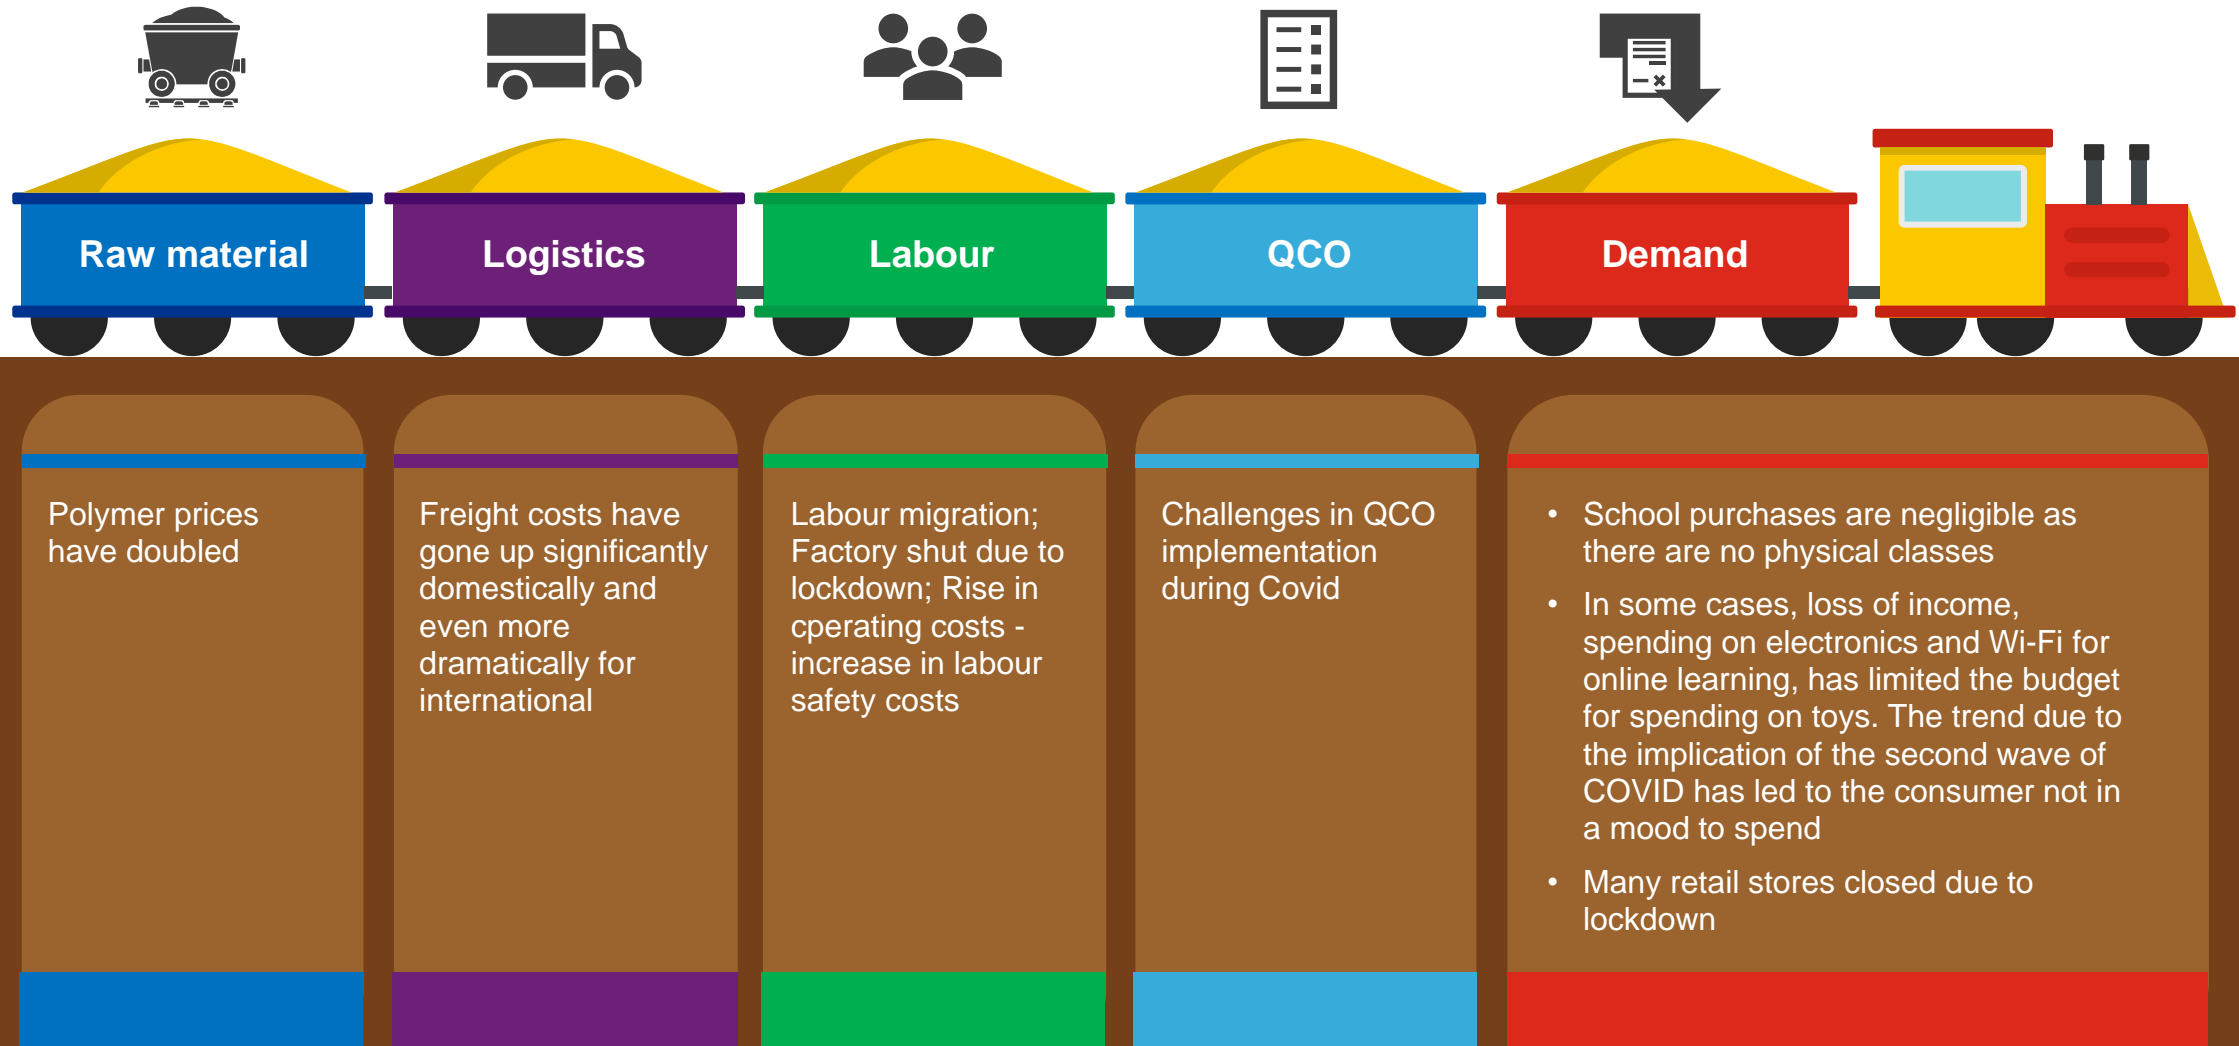 Raw material
Logistics
Labour
QCO
Demand
Polymer prices
have doubled
Freight costs have
gone up significantly
domestically and
even more
dramatically for
international
Labour migration;
Factory shut due to
lockdown; Rise in
cperating costs -
increase in labour
safety costs
Challenges in QCO
implementation
during Covid
• School purchases are negligible as
there are no physical classes
• In some cases, loss of income,
spending on electronics and Wi-Fi for
online learning, has limited the budget
for spending on toys. The trend due to
the implication of the second wave of
COVID has led to the consumer not in
a mood to spend
• Many retail stores closed due to
lockdown